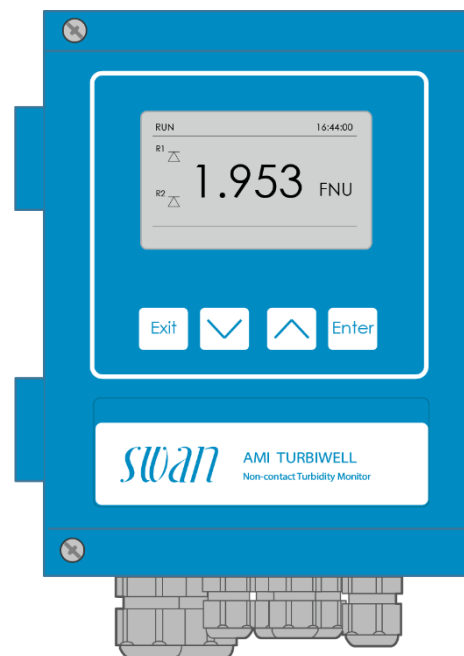 RUN 16:44:00
R1
1.953 FNU
R2
Exit Enter
swan AMI TURBIWELL
Non-contact Turbidity Monitor